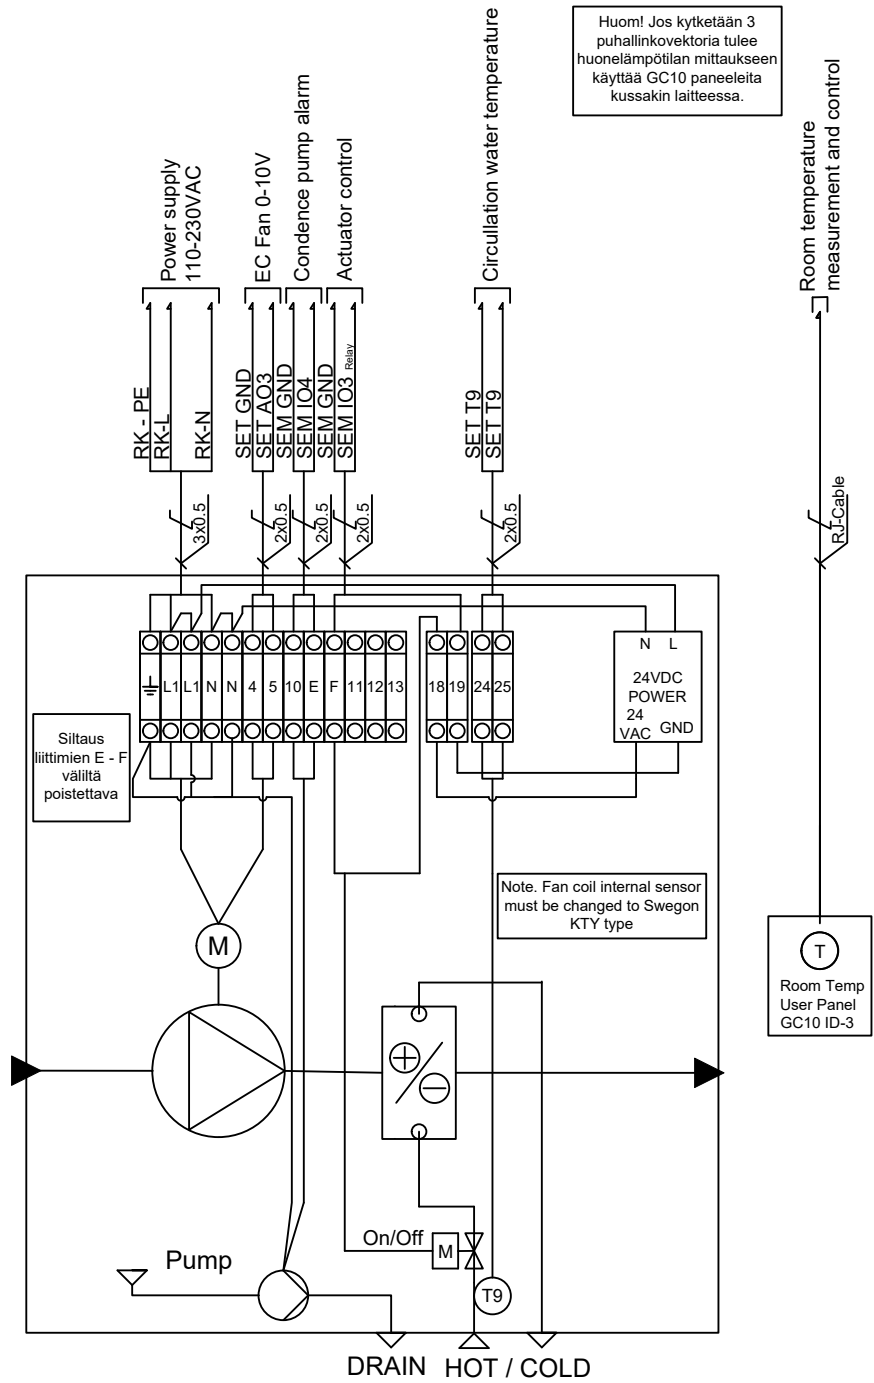 Huom! Jos kytketään 3
puhallinkovektoria tulee
huonelämpötilan mittaukseen
käyttää GC10 paneeleita
kussakin laitteessa.
Power supply
110-230VAC
EC Fan 0-10V
Condence pump alarm
Actuator control
Circullation water temperature
Room temperature
measurement and control
RK - PE
RK-L
RK-N
SET GND
SET AO3
SEM GND
SEM IO4
SEM GND
SEM IO3 Relay
SET T9
SET T9
3x0.5
2x0.5
2x0.5
2x0.5
2x0.5
RJ-Cable
L1 L1 N N 4 5 10 E F 11 12 13
18 19 24 25
N L
24VDC
POWER
24
VAC GND
Siltaus
liittimien E - F
väliltä
poistettava
Note. Fan coil internal sensor
must be changed to Swegon
KTY type
M
T
Room Temp
User Panel
GC10 ID-3
On/Off
M
Pump
T9
DRAIN HOT / COLD